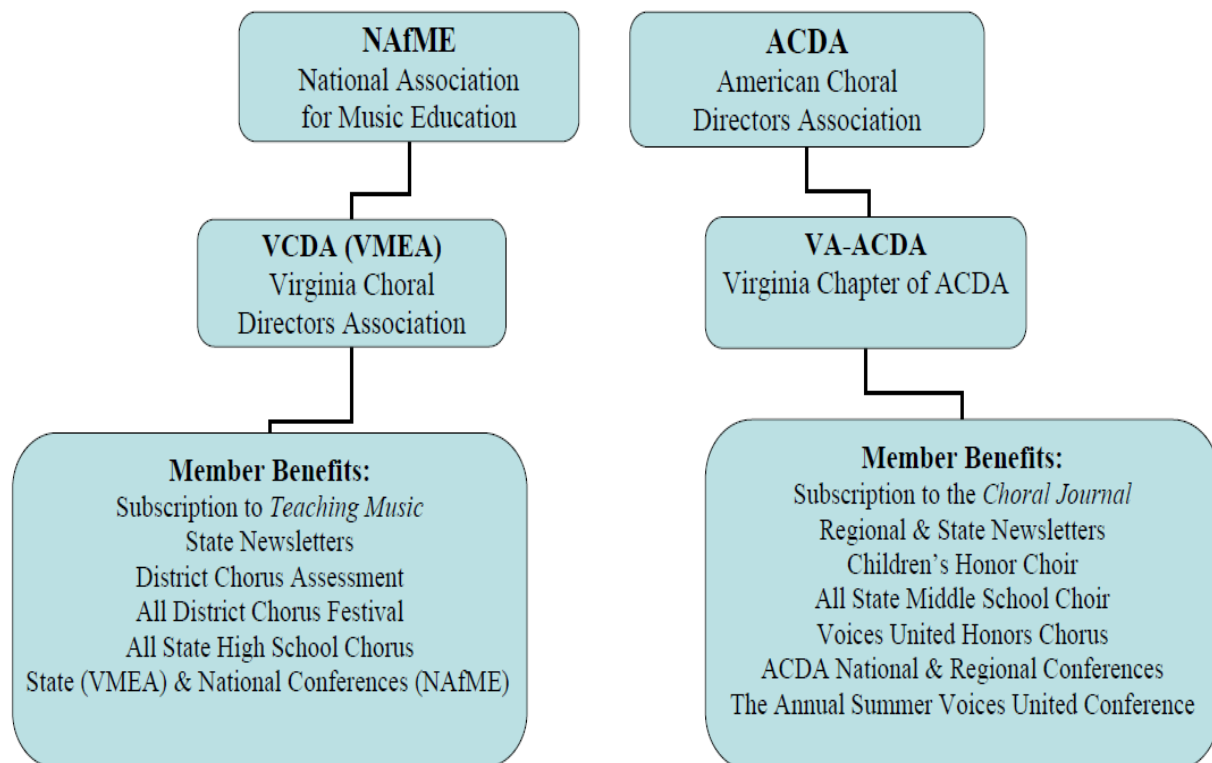 NAfME
National Association
for Music Education
ACDA
American Choral
Directors Association
VCDA (VMEA)
Virginia Choral
Directors Association
VA-ACDA
Virginia Chapter of ACDA
Member Benefits:
Subscription to Teaching Music
State Newsletters
District Chorus Assessment
All District Chorus Festival
All State High School Chorus
State (VMEA) & National Conferences (NAfME)
Member Benefits:
Subscription to the Choral Journal
Regional & State Newsletters
Children's Honor Choir
All State Middle School Choir
Voices United Honors Chorus
ACDA National & Regional Conferences
The Annual Summer Voices United Conference